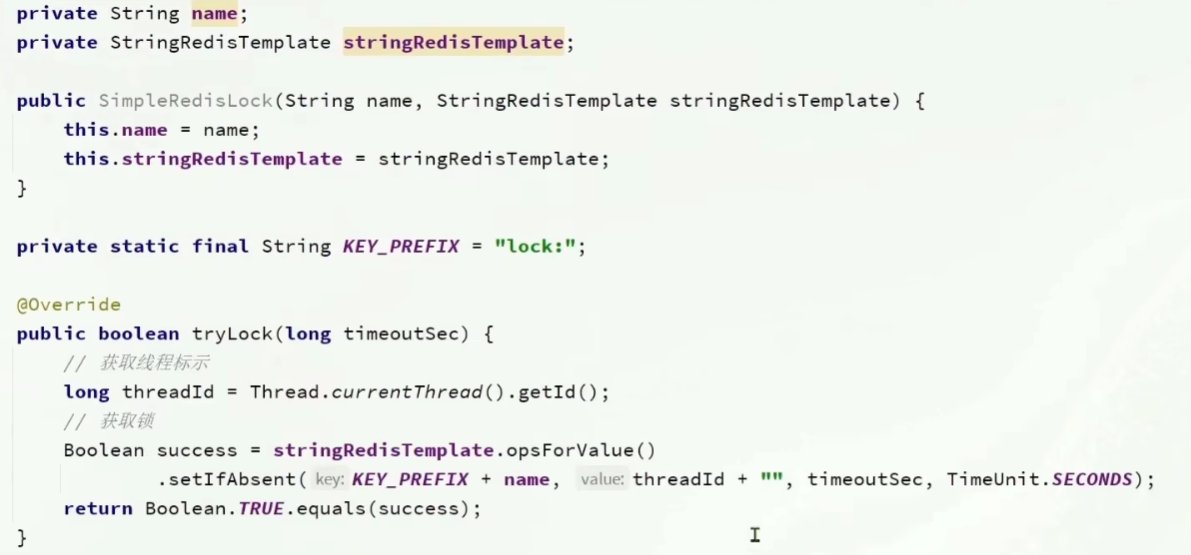 private String name;
private StringRedisTemplate stringRedisTemplate;
public SimpleRedisLock(String name, StringRedisTemplate stringRedisTemplate) {
this.name = name;
this.stringRedisTemplate = stringRedisTemplate;
}
private static final String KEY_PREFIX = "lock:";
@Override
public boolean tryLock(long timeoutSec) {
// 获取线程标示
long threadId = Thread.currentThread().getId();
// 获取锁
Boolean success = stringRedisTemplate.opsForValue()
.setIfAbsent( key: KEY_PREFIX + name, value: threadId + "", timeoutSec, TimeUnit.SECONDS);
return Boolean.TRUE.equals(success);
}